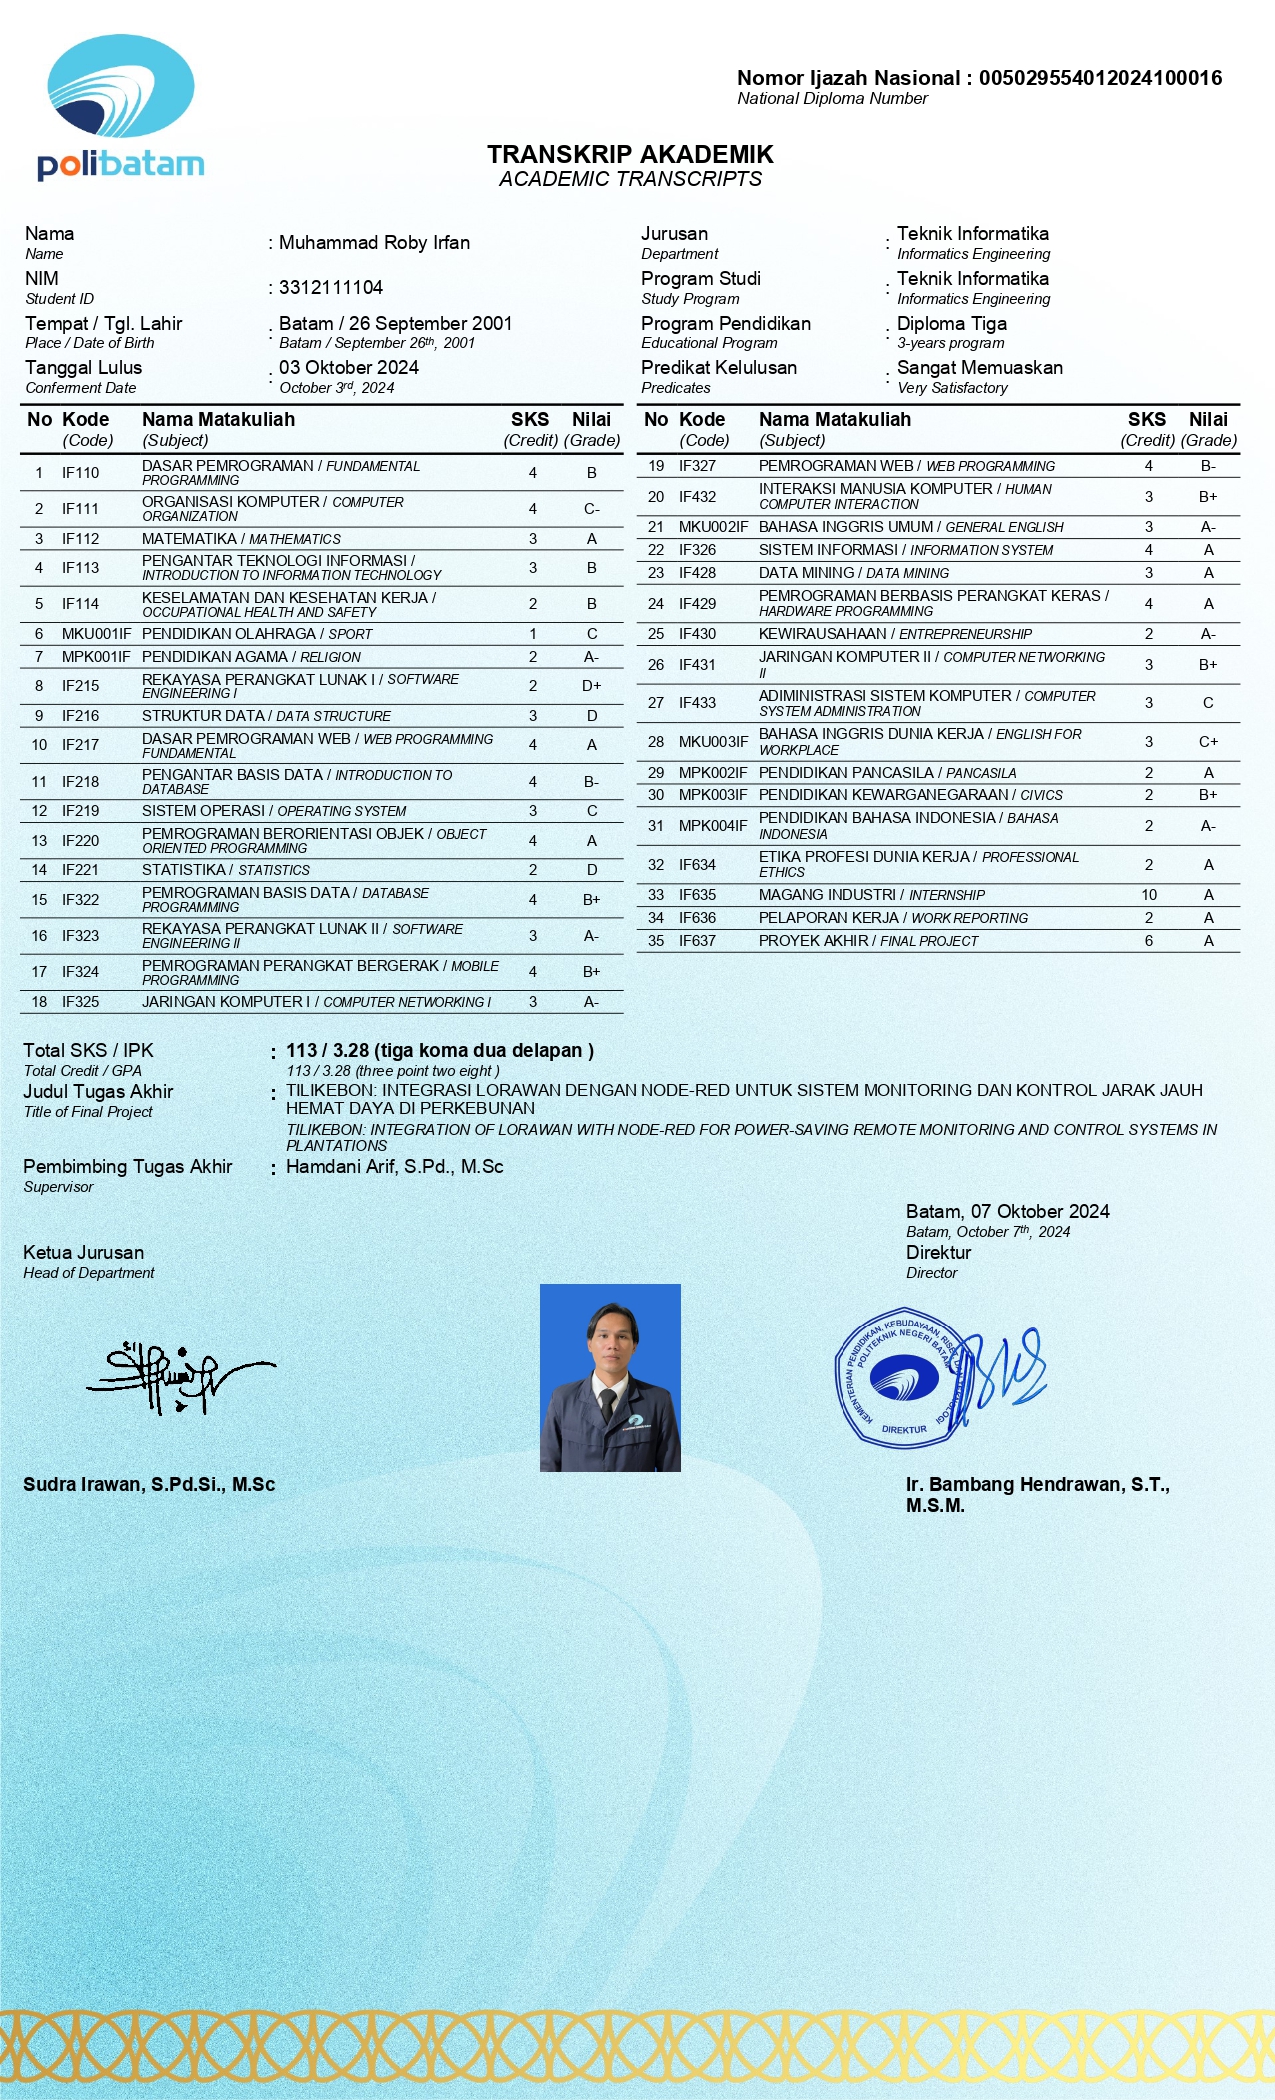 polibatam
Nomor Ijazah Nasional : 005029554012024100016
National Diploma Number
TRANSKRIP AKADEMIK
ACADEMIC TRANSCRIPTS
Nama : Muhammad Roby Irfan
Name
NIM : 3312111104
Student ID
Tempat / Tgl. Lahir : Batam / 26 September 2001
Place / Date of Birth Batam / September 26th, 2001
Tanggal Lulus : 03 Oktober 2024
Conferment Date October 3rd, 2024
Jurusan : Teknik Informatika
Department Informatics Engineering
Program Studi : Teknik Informatika
Study Program Informatics Engineering
Program Pendidikan : Diploma Tiga
Educational Program 3-years program
Predikat Kelulusan : Sangat Memuaskan
Predicates Very Satisfactory
No Kode Nama Matakuliah SKS Nilai
(Code) (Subject) (Credit) (Grade)
1 IF110 DASAR PEMROGRAMAN / FUNDAMENTAL 4 B
PROGRAMMING
2 IF111 ORGANISASI KOMPUTER / COMPUTER 4 C-
ORGANIZATION
3 IF112 MATEMATIKA / MATHEMATICS 3 A
4 IF113 PENGANTAR TEKNOLOGI INFORMASI / 3 B
INTRODUCTION TO INFORMATION TECHNOLOGY
5 IF114 KESELAMATAN DAN KESEHATAN KERJA / 2 B
OCCUPATIONAL HEALTH AND SAFETY
6 MKU001IF PENDIDIKAN OLAHRAGA / SPORT 1 C
7 MPK001IF PENDIDIKAN AGAMA / RELIGION 2 A-
8 IF215 REKAYASA PERANGKAT LUNAK I / SOFTWARE 2 D+
ENGINEERING I
9 IF216 STRUKTUR DATA / DATA STRUCTURE 3 D
10 IF217 DASAR PEMROGRAMAN WEB / WEB PROGRAMMING 4 A
FUNDAMENTAL
11 IF218 PENGANTAR BASIS DATA / INTRODUCTION TO 4 B-
DATABASE
12 IF219 SISTEM OPERASI / OPERATING SYSTEM 3 C
13 IF220 PEMROGRAMAN BERORIENTASI OBJEK / OBJECT 4 A
ORIENTED PROGRAMMING
14 IF221 STATISTIKA / STATISTICS 2 D
15 IF322 PEMROGRAMAN BASIS DATA / DATABASE 4 B+
PROGRAMMING
16 IF323 REKAYASA PERANGKAT LUNAK II / SOFTWARE 3 A-
ENGINEERING II
17 IF324 PEMROGRAMAN PERANGKAT BERGERAK / MOBILE 4 B+
PROGRAMMING
18 IF325 JARINGAN KOMPUTER I / COMPUTER NETWORKING I 3 A-
No Kode Nama Matakuliah SKS Nilai
(Code) (Subject) (Credit) (Grade)
19 IF327 PEMROGRAMAN WEB / WEB PROGRAMMING 4 B-
20 IF432 INTERAKSI MANUSIA KOMPUTER / HUMAN 3 B+
COMPUTER INTERACTION
21 MKU002IF BAHASA INGGRIS UMUM / GENERAL ENGLISH 3 A-
22 IF326 SISTEM INFORMASI / INFORMATION SYSTEM 4 A
23 IF428 DATA MINING / DATA MINING 3 A
24 IF429 PEMROGRAMAN BERBASIS PERANGKAT KERAS / 4 A
HARDWARE PROGRAMMING
25 IF430 KEWIRAUSAHAAN / ENTREPRENEURSHIP 2 A-
26 IF431 JARINGAN KOMPUTER II / COMPUTER NETWORKING 3 B+
II
27 IF433 ADIMINISTRASI SISTEM KOMPUTER / COMPUTER 3 C
SYSTEM ADMINISTRATION
28 MKU003IF BAHASA INGGRIS DUNIA KERJA / ENGLISH FOR 3 C+
WORKPLACE
29 MPK002IF PENDIDIKAN PANCASILA / PANCASILA 2 A
30 MPK003IF PENDIDIKAN KEWARGANEGARAAN / CIVICS 2 B+
31 MPK004IF PENDIDIKAN BAHASA INDONESIA / BAHASA 2 A-
INDONESIA
32 IF634 ETIKA PROFESI DUNIA KERJA / PROFESSIONAL 2 A
ETHICS
33 IF635 MAGANG INDUSTRI / INTERNSHIP 10 A
34 IF636 PELAPORAN KERJA / WORK REPORTING 2 A
35 IF637 PROYEK AKHIR / FINAL PROJECT 6 A
Total SKS / IPK : 113 / 3.28 (tiga koma dua delapan )
Total Credit / GPA 113 / 3.28 (three point two eight )
Judul Tugas Akhir : TILIKEBON: INTEGRASI LORAWAN DENGAN NODE-RED UNTUK SISTEM MONITORING DAN KONTROL JARAK JAUH
Title of Final Project HEMAT DAYA DI PERKEBUNAN
TILIKEBON: INTEGRATION OF LORAWAN WITH NODE-RED FOR POWER-SAVING REMOTE MONITORING AND CONTROL SYSTEMS IN
PLANTATIONS
Pembimbing Tugas Akhir : Hamdani Arif, S.Pd., M.Sc
Supervisor
Batam, 07 Oktober 2024
Batam, October 7th, 2024
Ketua Jurusan
Head of Department
Direktur
Director
KEMENTERIAN PENDIDIKAN, KEBUDAYAAN, RISET DAN TEKNOLOGI
POLITEKNIK NEGERI BATAM
DIREKTUR
Sudra Irawan, S.Pd.Si., M.Sc
Ir. Bambang Hendrawan, S.T.,
M.S.M.